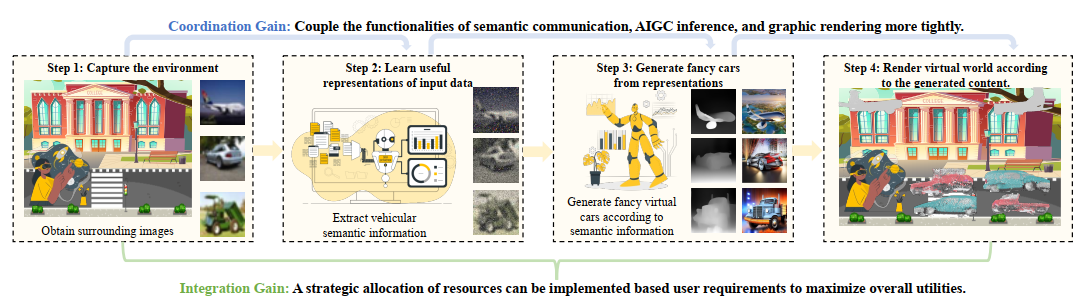 Coordination Gain: Couple the functionalities of semantic communication, AIGC inference, and graphic rendering more tightly.
Step 1: Capture the environment
Obtain surrounding images
Step 2: Learn useful
representations of input data
Extract vehicular
semantic information
Step 3: Generate fancy cars
from representations
Generate fancy virtual
cars according to
semantic information
Step 4: Render virtual world according
to the generated content.
COLLEGE
Integration Gain: A strategic allocation of resources can be implemented based user requirements to maximize overall utilities.